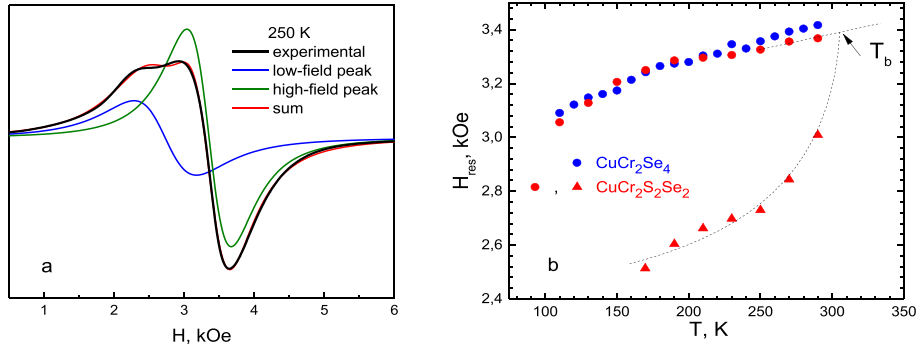 250 K
experimental
low-field peak
high-field peak
sum
a
1 2 3 4 5 6
H, kOe
3,4
3,2
3,0
2,8
2,6
2,4
H_res, kOe
T_b
CuCr₂Se₄
, CuCr₂S₂Se₂
b
100 150 200 250 300 350
T, K